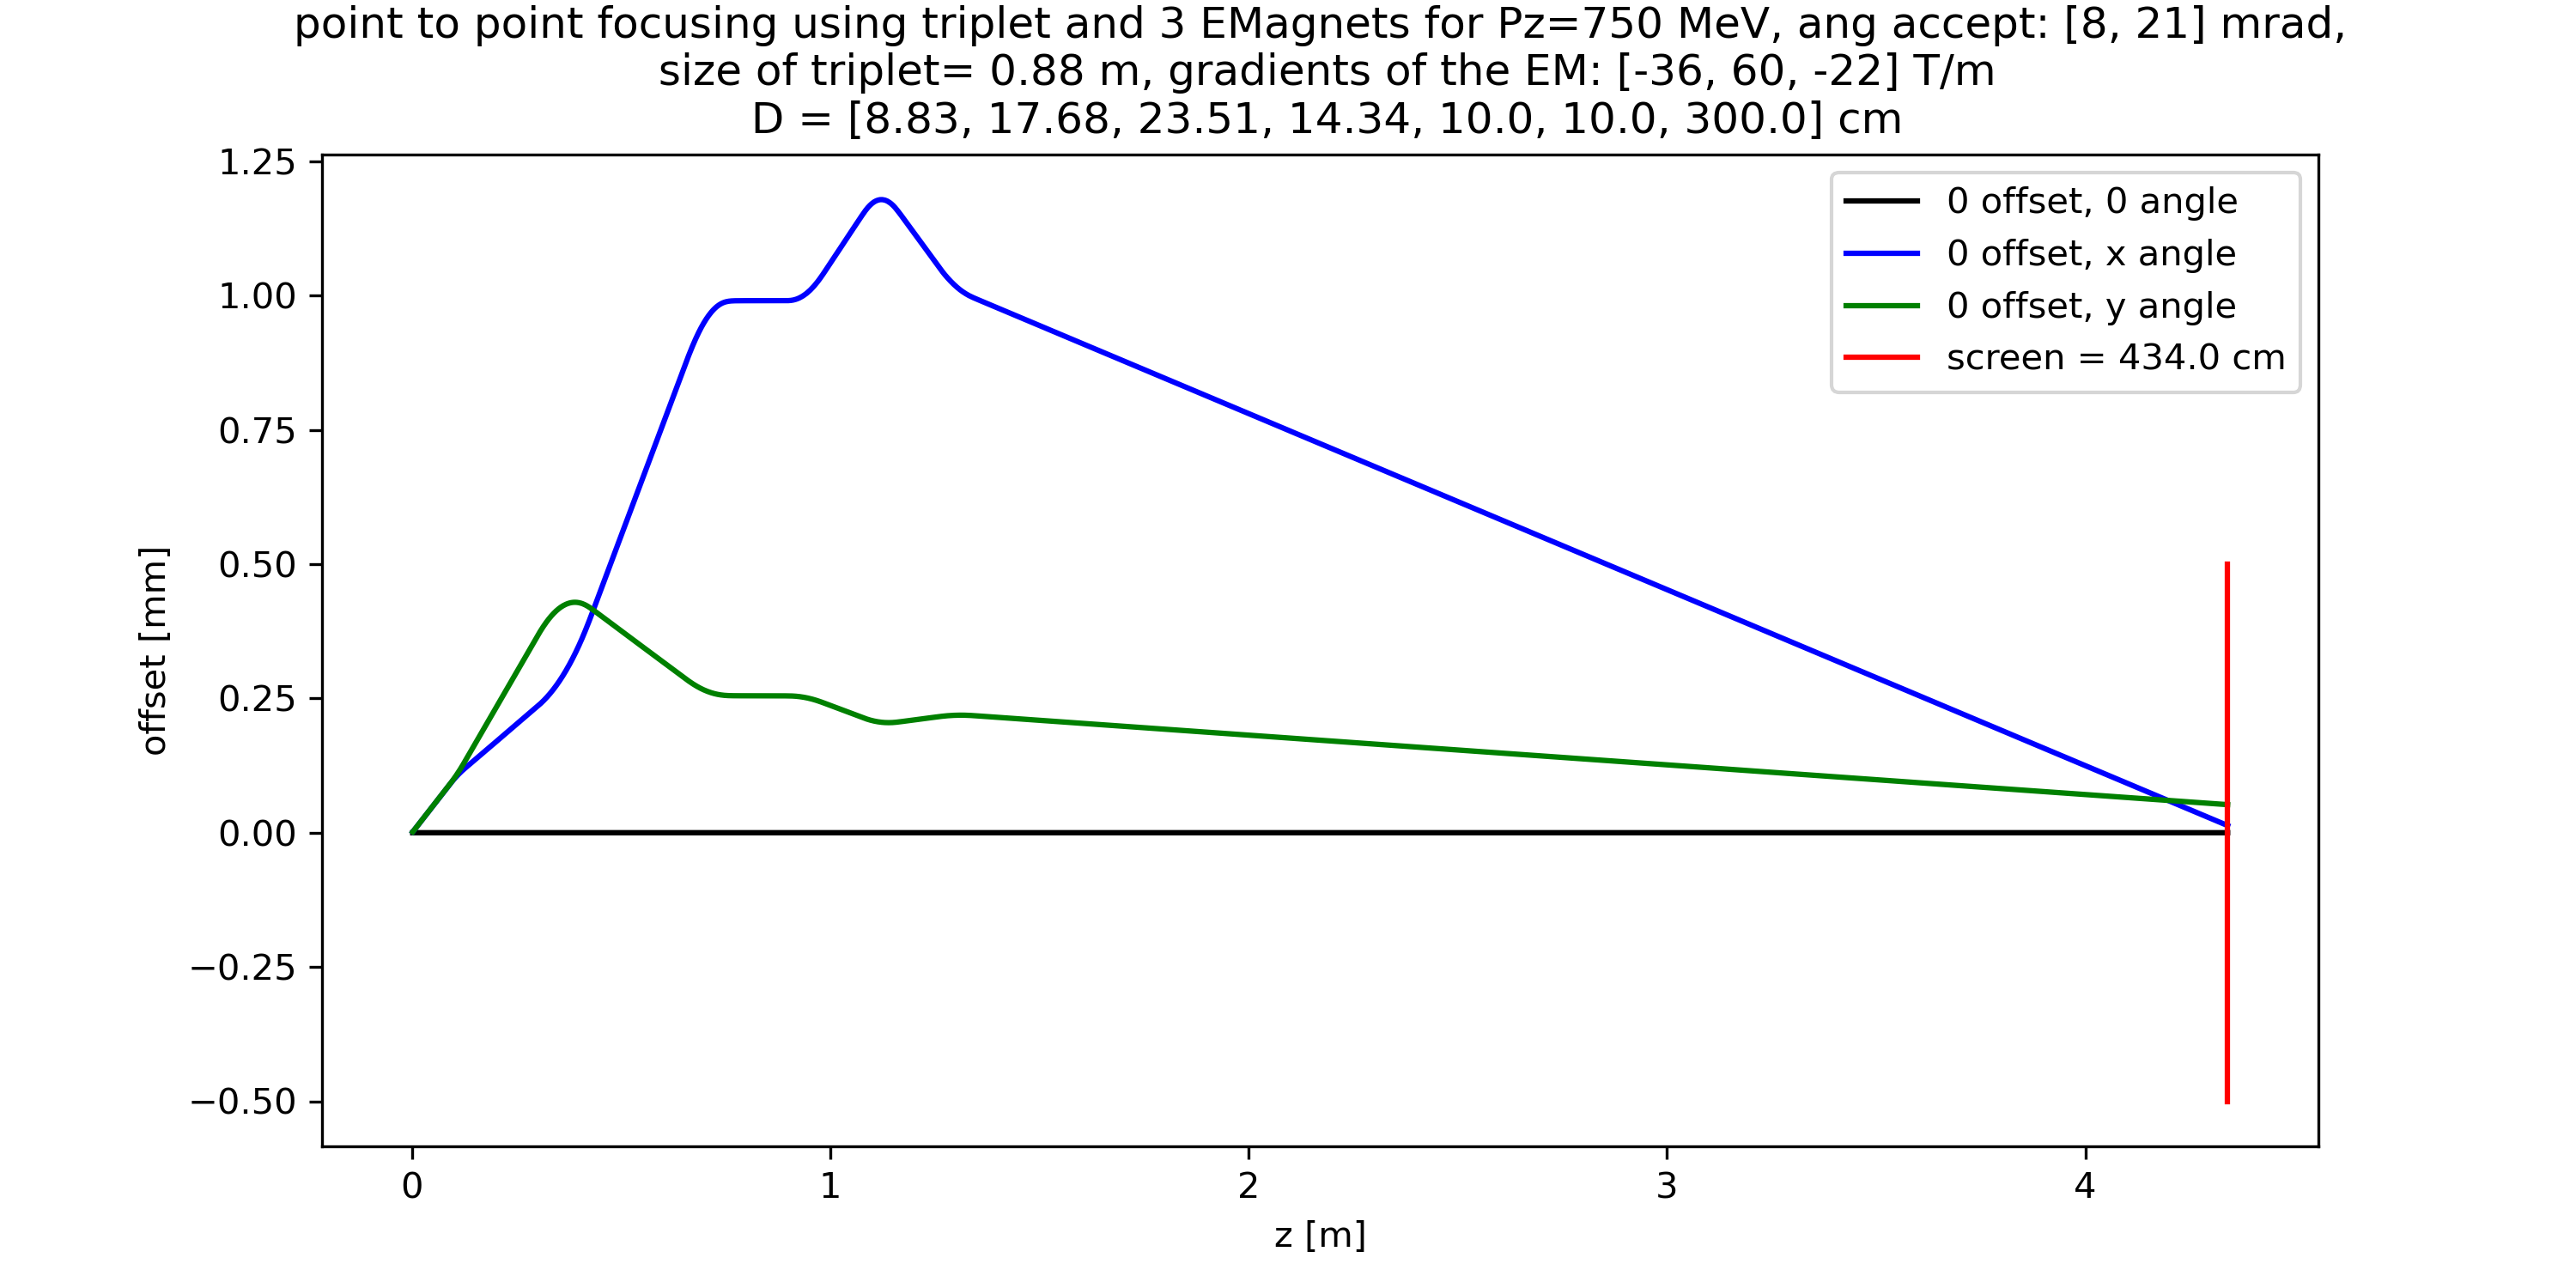 point to point focusing using triplet and 3 EMagnets for Pz=750 MeV, ang accept: [8, 21] mrad,
size of triplet= 0.88 m, gradients of the EM: [-36, 60, -22] T/m
D = [8.83, 17.68, 23.51, 14.34, 10.0, 10.0, 300.0] cm
1.25
1.00
0.75
0.50
0.25
0.00
−0.25
−0.50
offset [mm]
0 offset, 0 angle
0 offset, x angle
0 offset, y angle
screen = 434.0 cm
0 1 2 3 4
z [m]